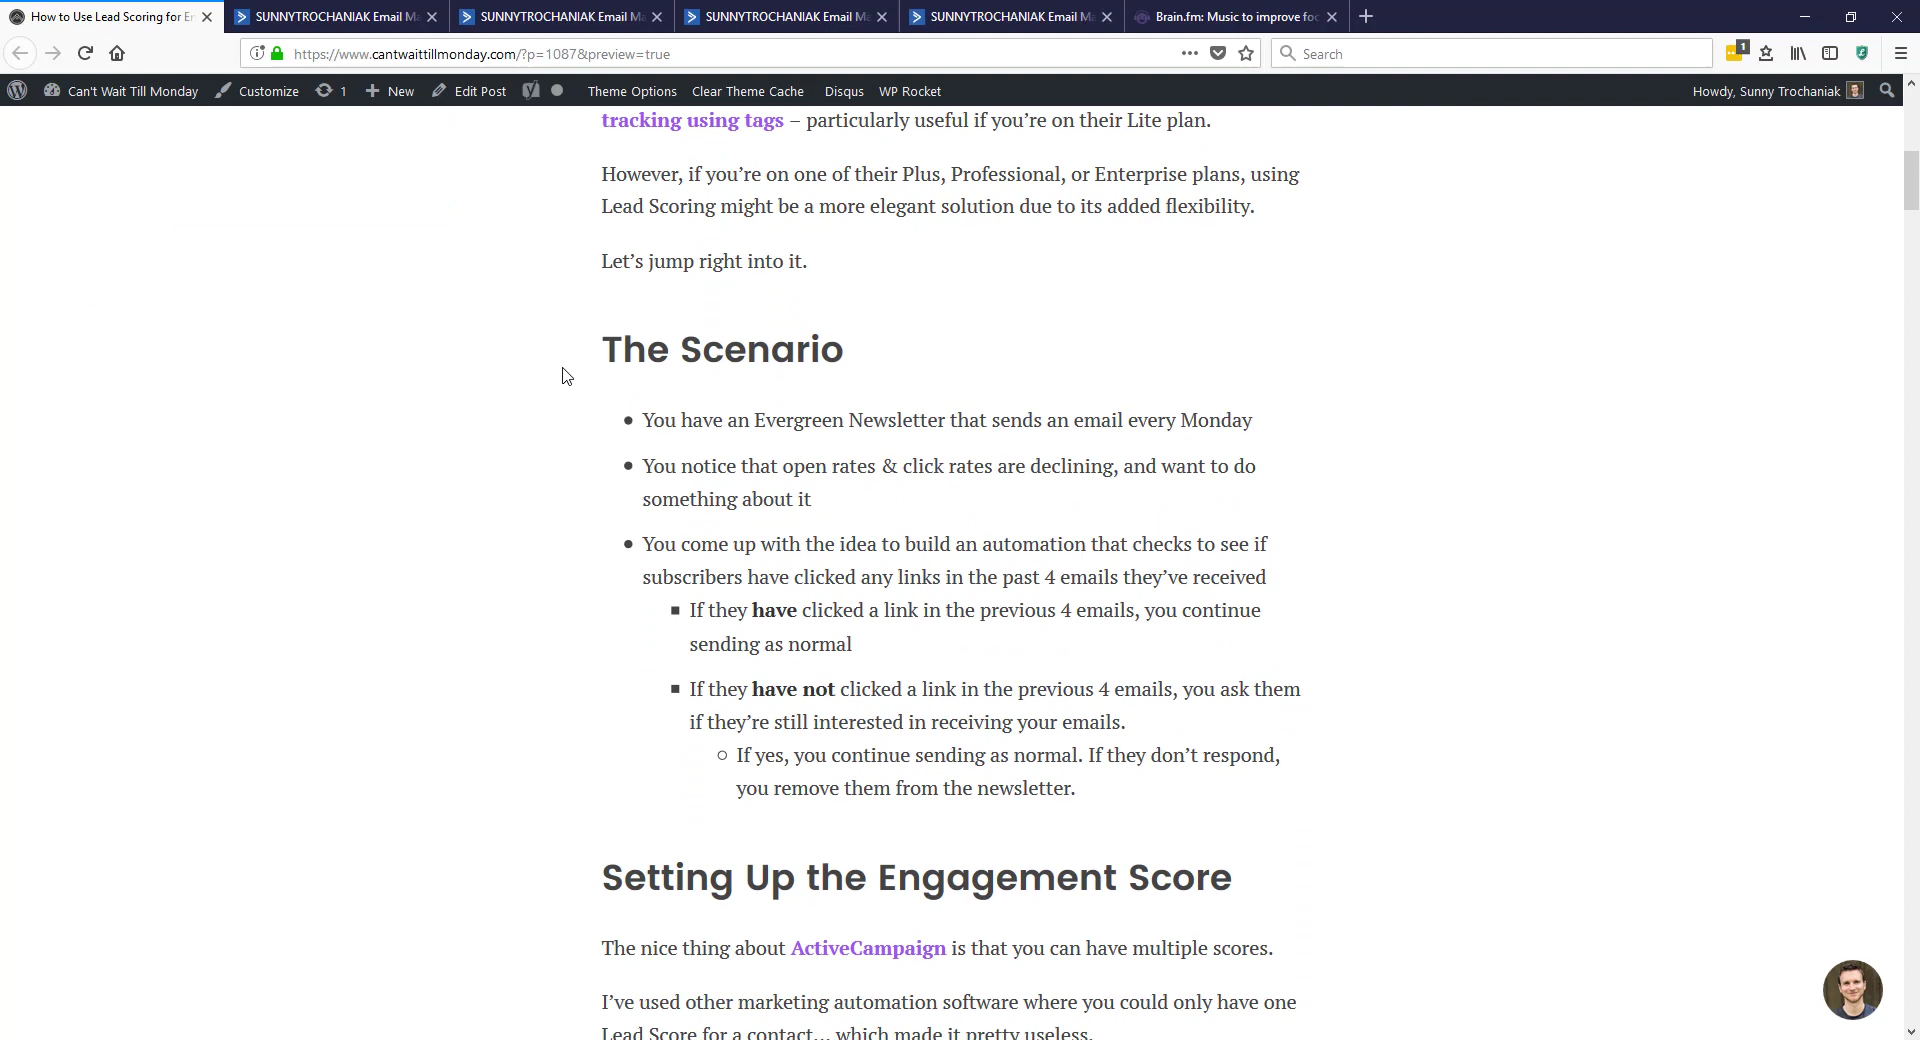 How to Use Lead Scoring for En
SUNNYTROCHANIAK Email Ma
SUNNYTROCHANIAK Email Ma
SUNNYTROCHANIAK Email Ma
SUNNYTROCHANIAK Email Ma
Brain.fm: Music to improve foc
https://www.cantwaittillmonday.com/?p=1087&preview=true
Search
1
Can't Wait Till Monday
Customize
1
New
Edit Post
Theme Options
Clear Theme Cache
Disqus
WP Rocket
Howdy, Sunny Trochaniak
tracking using tags – particularly useful if you’re on their Lite plan.
However, if you’re on one of their Plus, Professional, or Enterprise plans, using
Lead Scoring might be a more elegant solution due to its added flexibility.
Let’s jump right into it.
The Scenario
You have an Evergreen Newsletter that sends an email every Monday
You notice that open rates & click rates are declining, and want to do
something about it
You come up with the idea to build an automation that checks to see if
subscribers have clicked any links in the past 4 emails they’ve received
If they have clicked a link in the previous 4 emails, you continue
sending as normal
If they have not clicked a link in the previous 4 emails, you ask them
if they’re still interested in receiving your emails.
If yes, you continue sending as normal. If they don’t respond,
you remove them from the newsletter.
Setting Up the Engagement Score
The nice thing about ActiveCampaign is that you can have multiple scores.
I’ve used other marketing automation software where you could only have one
Lead Score for a contact… which made it pretty useless.